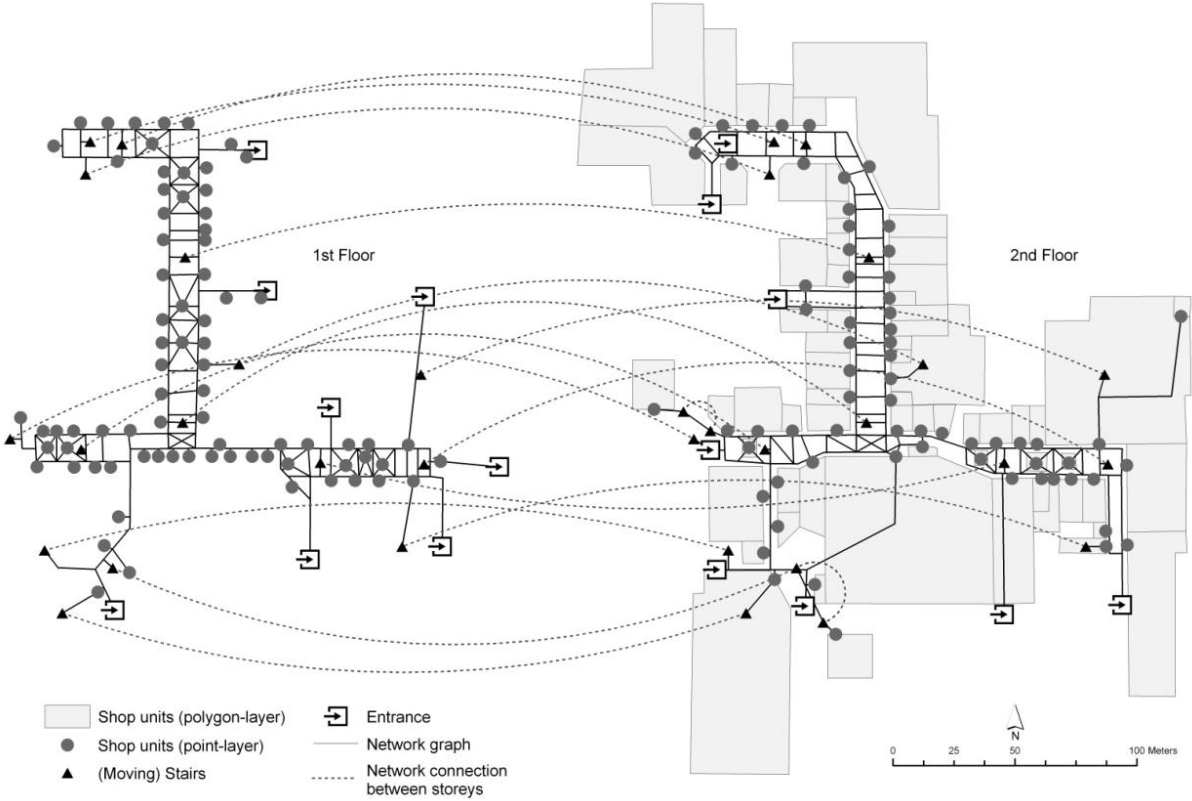 1st Floor
2nd Floor
Shop units (polygon-layer)
Shop units (point-layer)
(Moving) Stairs
Entrance
Network graph
Network connection
between storeys
N
0 25 50 100 Meters